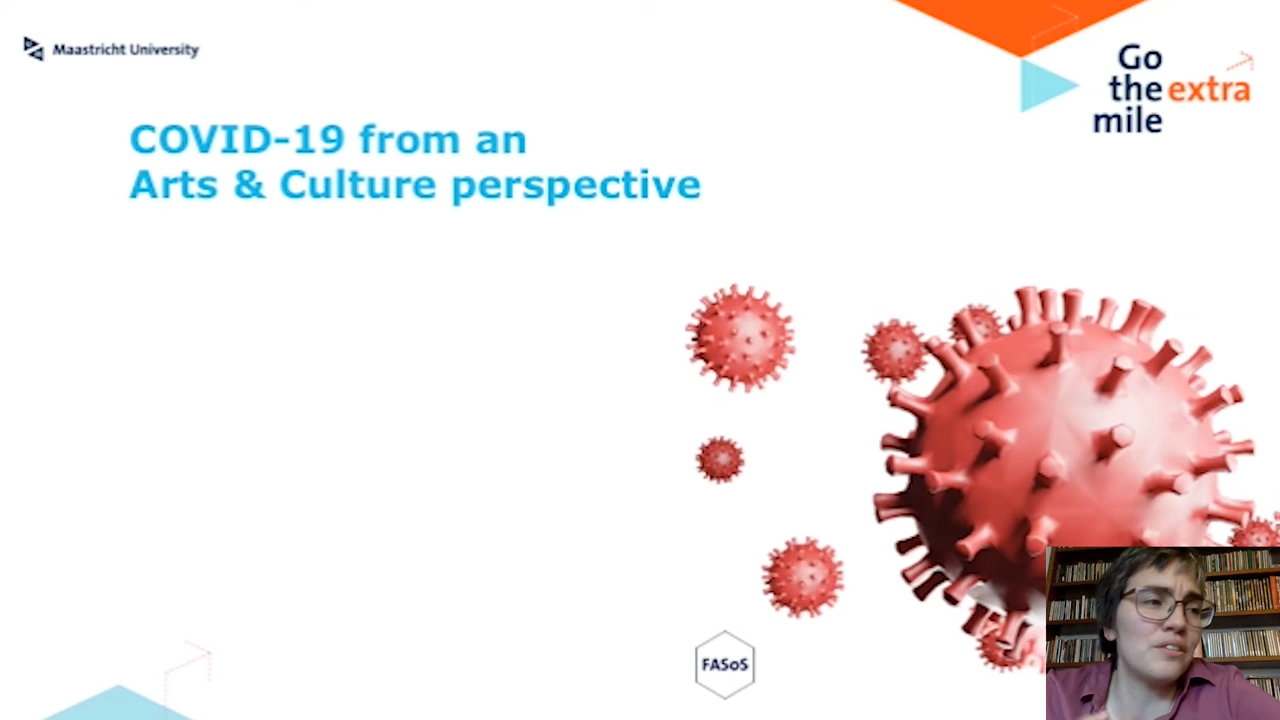 Maastricht University
Go
the extra
mile
COVID-19 from an
Arts & Culture perspective
FASoS